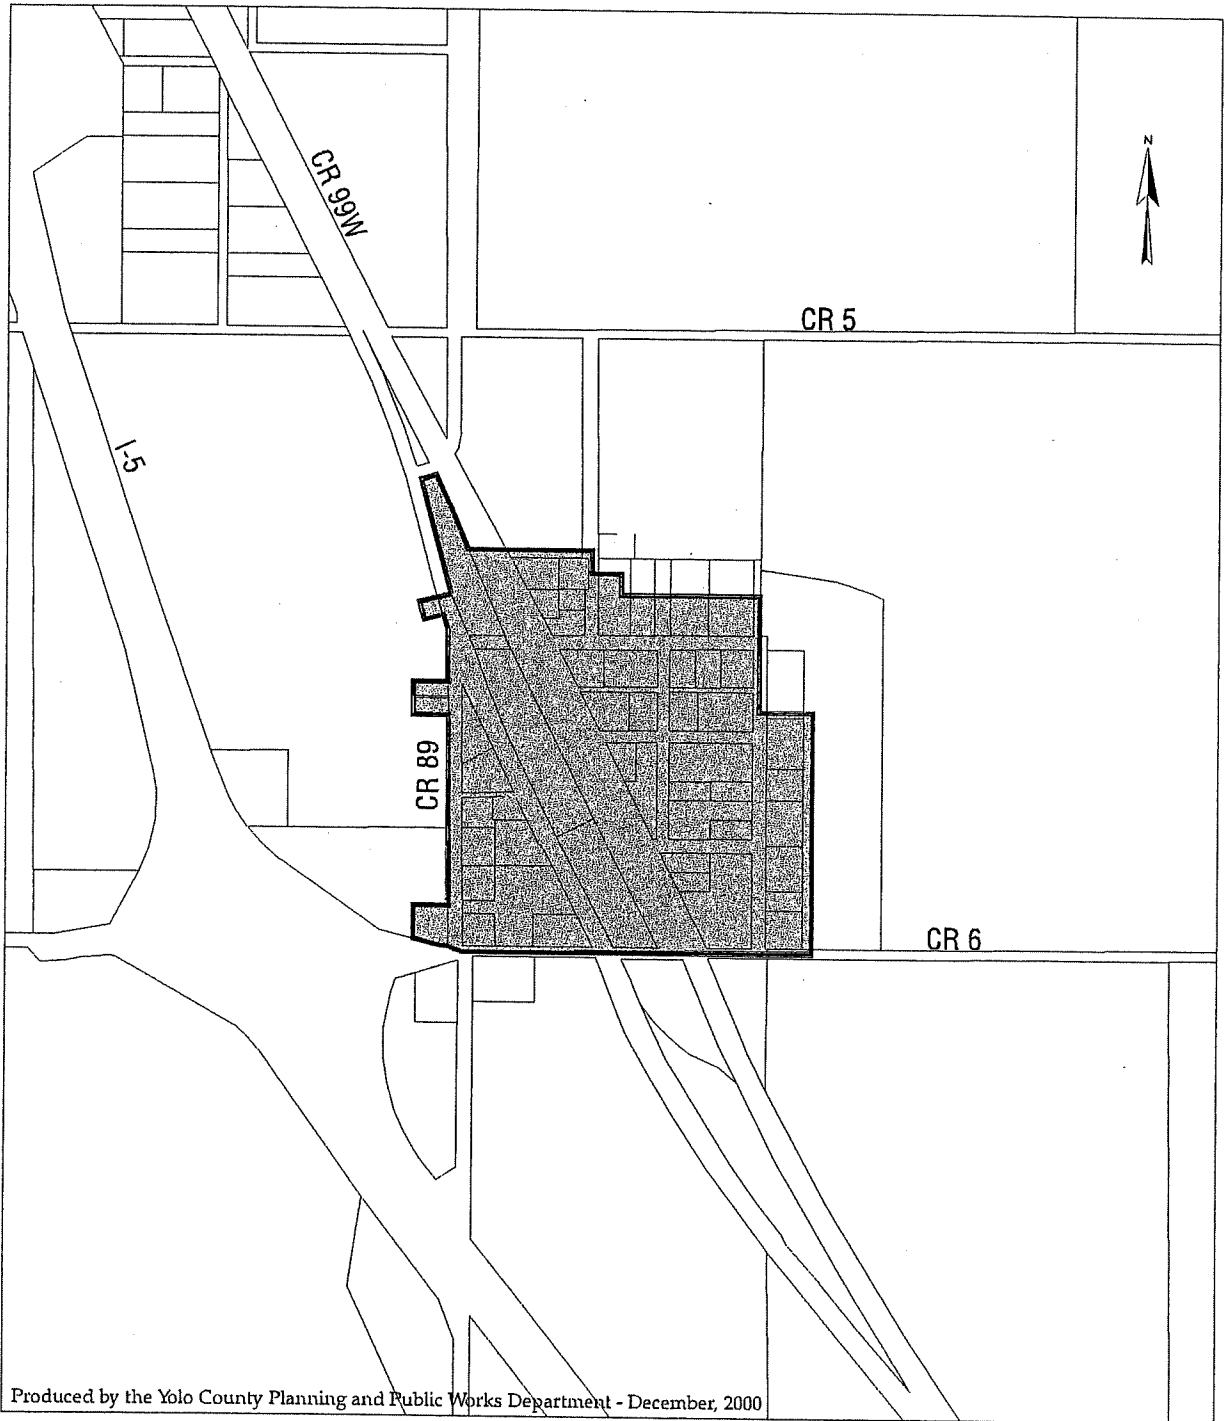 N
CR 99W
CR 5
I-5
CR 89
CR 6
Produced by the Yolo County Planning and Public Works Department - December, 2000